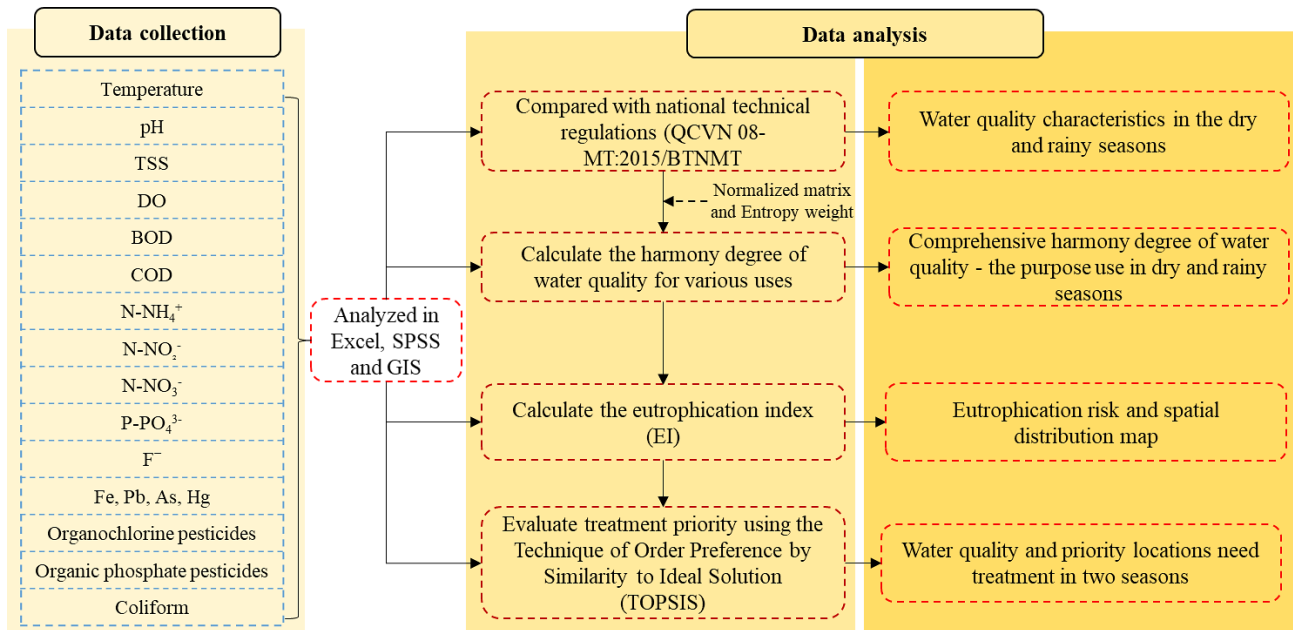 Data collection
Temperature
pH
TSS
DO
BOD
COD
N-NH₄⁺
N-NO₂⁻
N-NO₃⁻
P-PO₄³⁻
F⁻
Fe, Pb, As, Hg
Organochlorine pesticides
Organic phosphate pesticides
Coliform
Analyzed in
Excel, SPSS
and GIS
Data analysis
Compared with national technical
regulations (QCVN 08-
MT:2015/BTNMT
Water quality characteristics in the dry
and rainy seasons
Normalized matrix
and Entropy weight
Calculate the harmony degree of
water quality for various uses
Comprehensive harmony degree of water
quality - the purpose use in dry and rainy
seasons
Calculate the eutrophication index
(EI)
Eutrophication risk and spatial
distribution map
Evaluate treatment priority using the
Technique of Order Preference by
Similarity to Ideal Solution
(TOPSIS)
Water quality and priority locations need
treatment in two seasons